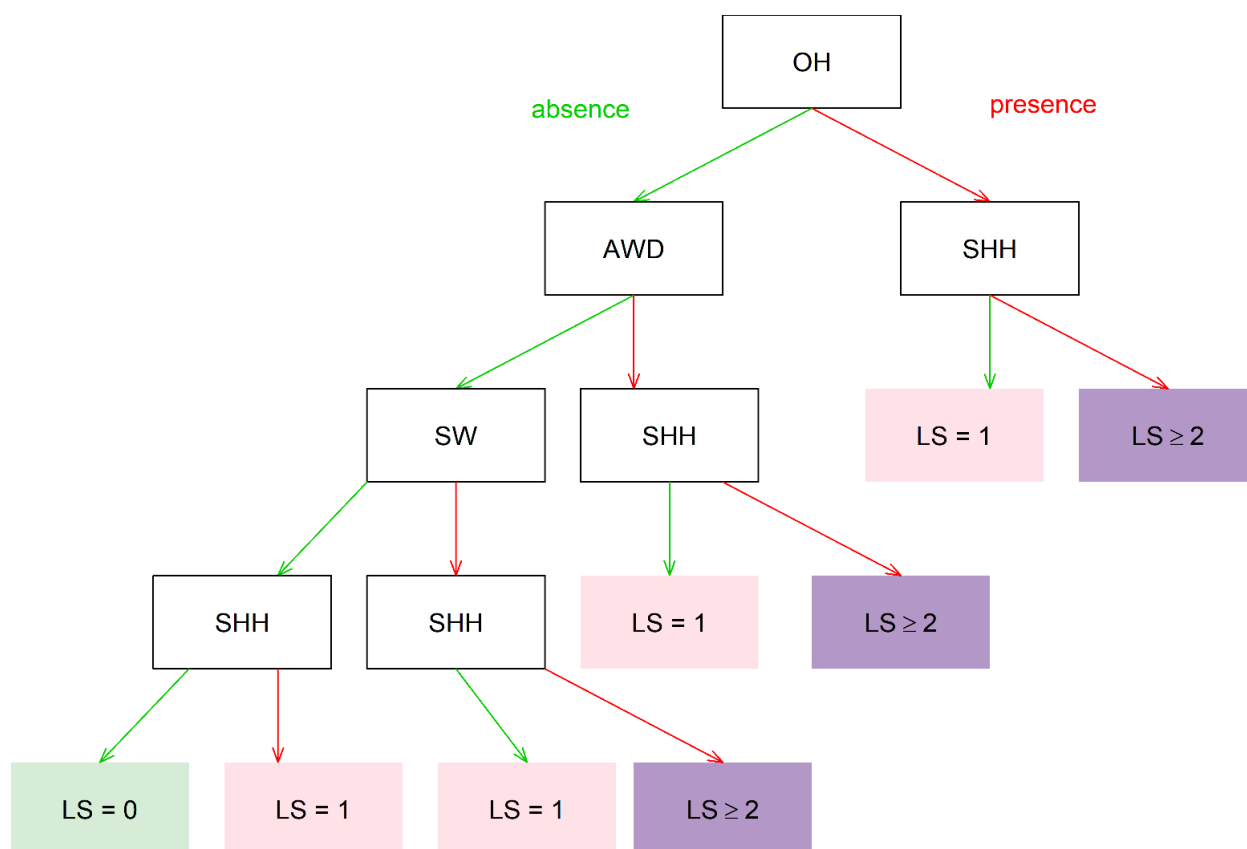 OH
absence
presence
AWD
SHH
SW
SHH
LS = 1
LS ≥ 2
SHH
SHH
LS = 1
LS ≥ 2
LS = 0
LS = 1
LS = 1
LS ≥ 2